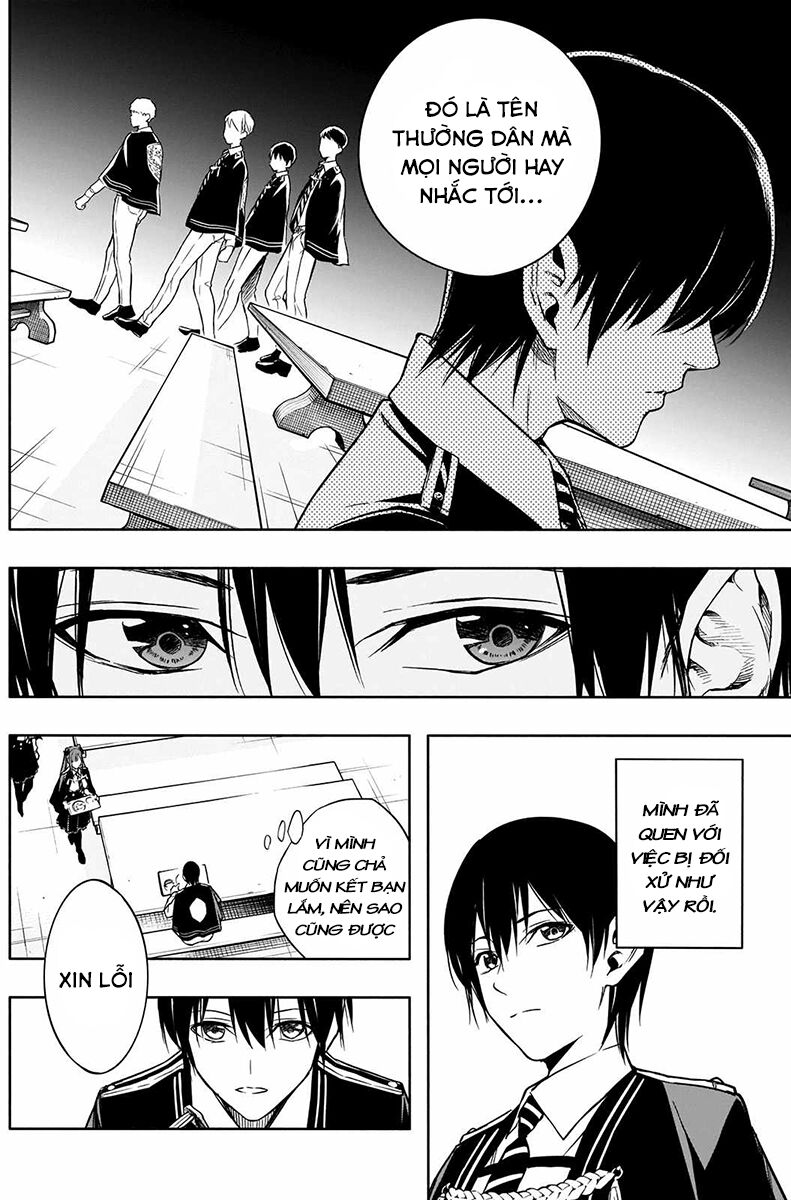 ĐÓ LÀ TÊN
THƯỜNG DÂN MÀ
MỌI NGƯỜI HAY
NHẮC TỚI...
MÌNH ĐÃ
QUEN VỚI
VIỆC BỊ ĐỐI
XỬ NHƯ
VẬY RỒI.
VÌ MÌNH
CŨNG CHẢ
MUỐN KẾT BẠN
LẮM, NÊN SAO
CŨNG ĐƯỢC
XIN LỖI